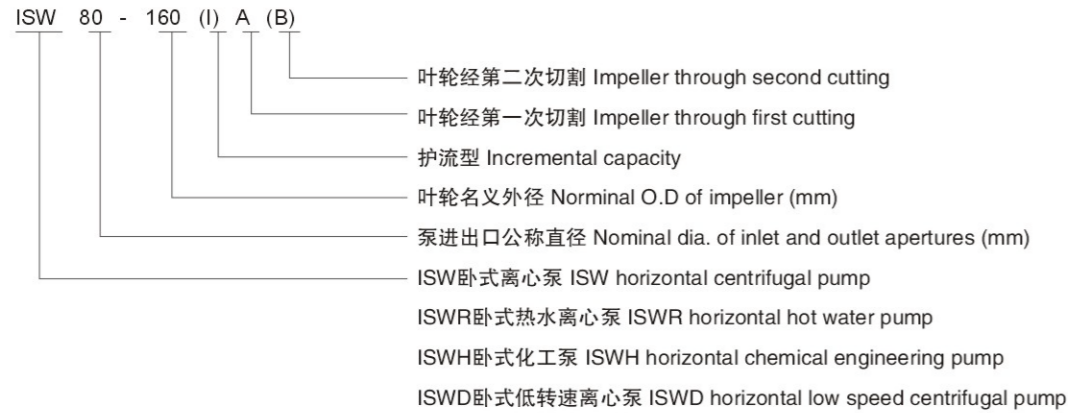 ISW 80 - 160 (I) A (B)
叶轮经第二次切割 Impeller through second cutting
叶轮经第一次切割 Impeller through first cutting
护流型 Incremental capacity
叶轮名义外径 Norminal O.D of impeller (mm)
泵进出口公称直径 Nominal dia. of inlet and outlet apertures (mm)
ISW卧式离心泵 ISW horizontal centrifugal pump
ISWR卧式热水离心泵 ISWR horizontal hot water pump
ISWH卧式化工泵 ISWH horizontal chemical engineering pump
ISWD卧式低转速离心泵 ISWD horizontal low speed centrifugal pump